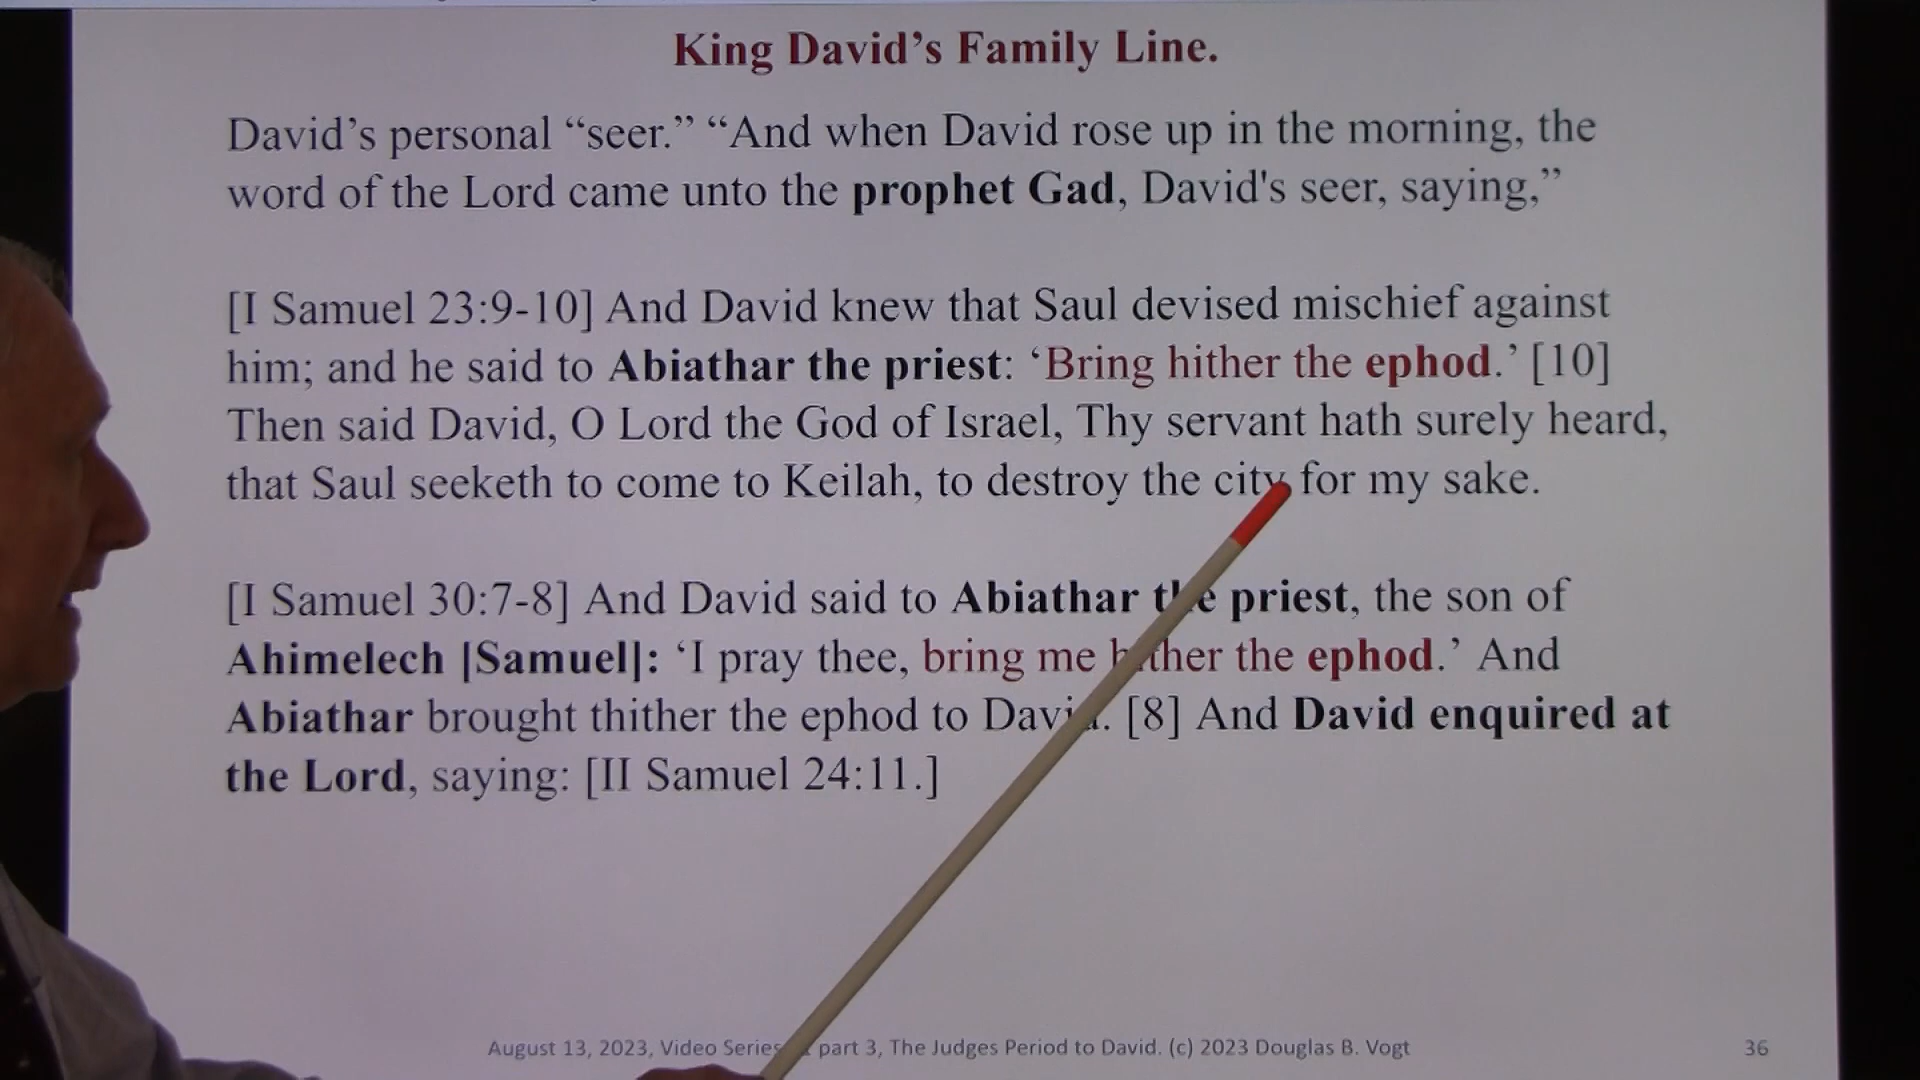 King David’s Family Line.
David’s personal “seer.” “And when David rose up in the morning, the
word of the Lord came unto the prophet Gad, David's seer, saying,”
[I Samuel 23:9-10] And David knew that Saul devised mischief against
him; and he said to Abiathar the priest: ‘Bring hither the ephod.’ [10]
Then said David, O Lord the God of Israel, Thy servant hath surely heard,
that Saul seeketh to come to Keilah, to destroy the city for my sake.
[I Samuel 30:7-8] And David said to Abiathar the priest, the son of
Ahimelech [Samuel]: ‘I pray thee, bring me hither the ephod.’ And
Abiathar brought thither the ephod to David. [8] And David enquired at
the Lord, saying: [II Samuel 24:11.]
August 13, 2023, Video Series part 3, The Judges Period to David. (c) 2023 Douglas B. Vogt
36